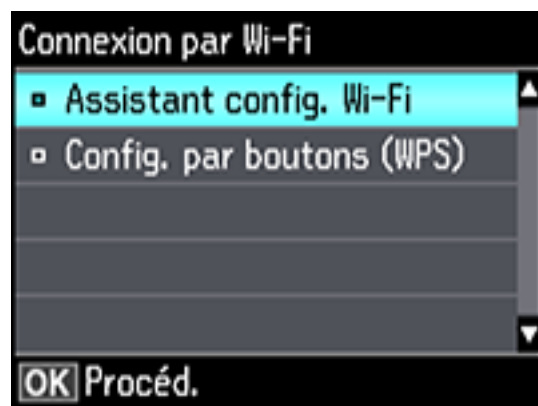 Connexion par Wi-Fi
Assistant config. Wi-Fi
Config. par boutons (WPS)
OK Procéd.